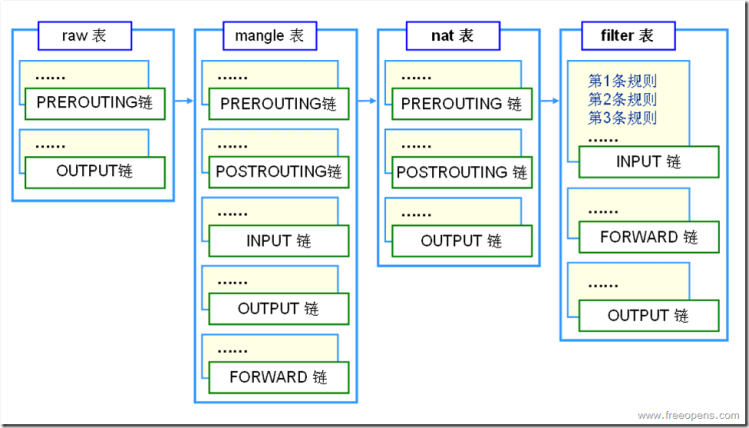 raw 表
……
PREROUTING链
……
OUTPUT链
mangle 表
……
PREROUTING链
……
POSTROUTING链
……
INPUT 链
……
OUTPUT 链
……
FORWARD 链
nat 表
……
PREROUTING 链
……
POSTROUTING 链
……
OUTPUT 链
filter 表
第1条规则
第2条规则
第3条规则
……
INPUT 链
……
FORWARD 链
……
OUTPUT 链
www.freeopens.com